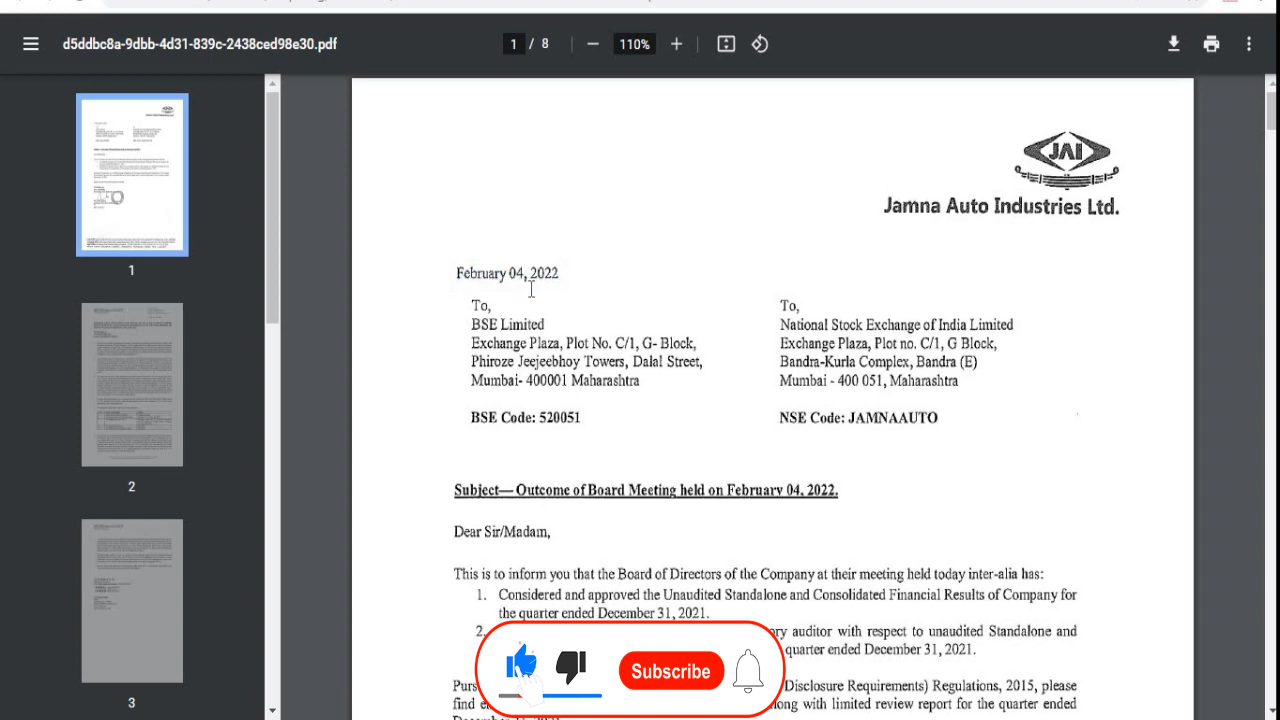 d5ddbc8a-9dbb-4d31-839c-2438ced98e30.pdf
1 / 8
110%
JAI
Jamna Auto Industries Ltd.
February 04, 2022
To,
BSE Limited
Exchange Plaza, Plot No. C/1, G- Block,
Phiroze Jeejeebhoy Towers, Dalal Street,
Mumbai- 400001 Maharashtra
BSE Code: 520051
To,
National Stock Exchange of India Limited
Exchange Plaza, Plot no. C/1, G Block,
Bandra-Kurla Complex, Bandra (E)
Mumbai - 400 051, Maharashtra
NSE Code: JAMNAAUTO
Subject— Outcome of Board Meeting held on February 04, 2022.
Dear Sir/Madam,
This is to inform you that the Board of Directors of the Company at their meeting held today inter-alia has:
1. Considered and approved the Unaudited Standalone and Consolidated Financial Results of Company for
the quarter ended December 31, 2021.
2. auditor with respect to unaudited Standalone and
quarter ended December 31, 2021.
Disclosure Requirements) Regulations, 2015, please
find with limited review report for the quarter ended
Subscribe
1
2
3